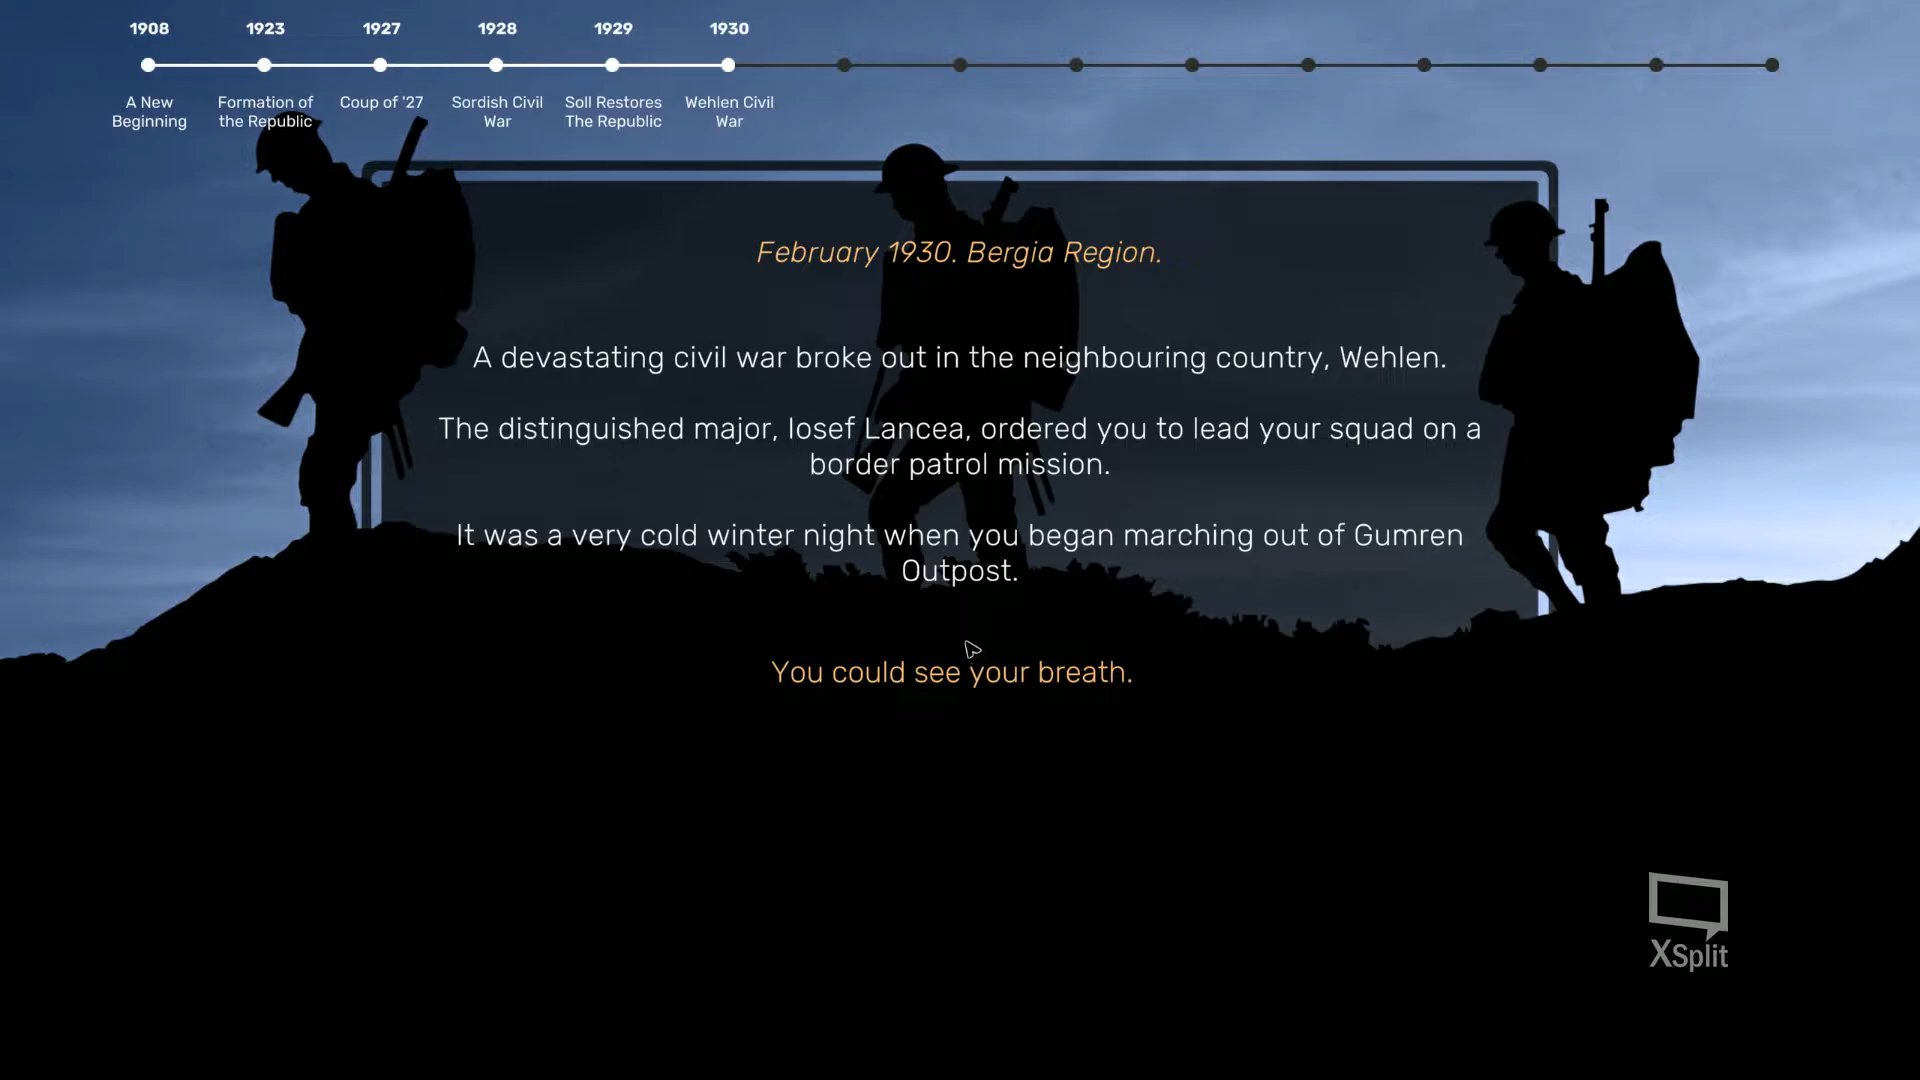 1908 1923 1927 1928 1929 1930
A New Formation of Coup of '27 Sordish Civil Soll Restores Wehlen Civil
Beginning the Republic War The Republic War
February 1930. Bergia Region.
A devastating civil war broke out in the neighbouring country, Wehlen.
The distinguished major, Iosef Lancea, ordered you to lead your squad on a
border patrol mission.
It was a very cold winter night when you began marching out of Gumren
Outpost.
You could see your breath.
XSplit